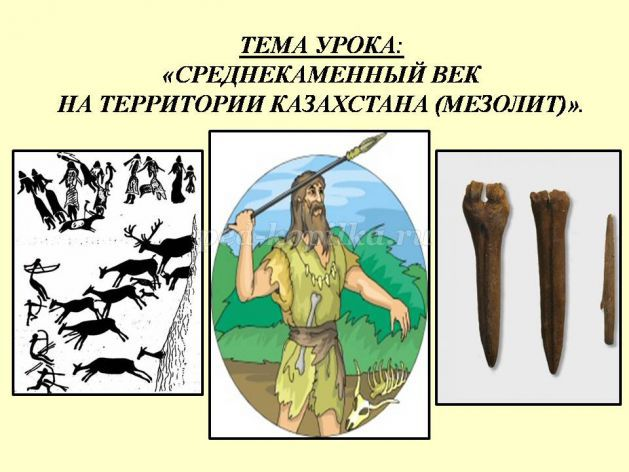 ТЕМА УРОКА:
«СРЕДНЕКАМЕННЫЙ ВЕК
НА ТЕРРИТОРИИ КАЗАХСТАНА (МЕЗОЛИТ)».